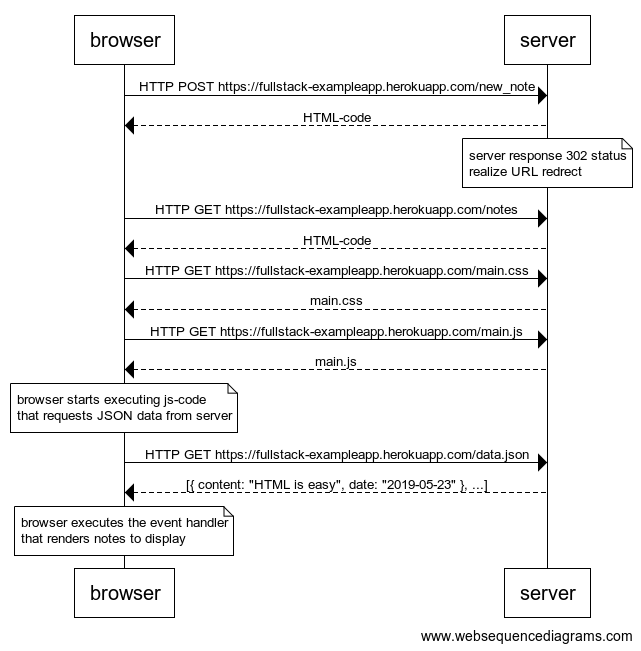 browser
server
HTTP POST https://fullstack-exampleapp.herokuapp.com/new_note
HTML-code
server response 302 status
realize URL redrect
HTTP GET https://fullstack-exampleapp.herokuapp.com/notes
HTML-code
HTTP GET https://fullstack-exampleapp.herokuapp.com/main.css
main.css
HTTP GET https://fullstack-exampleapp.herokuapp.com/main.js
main.js
browser starts executing js-code
that requests JSON data from server
HTTP GET https://fullstack-exampleapp.herokuapp.com/data.json
[{ content: "HTML is easy", date: "2019-05-23" }, ...]
browser executes the event handler
that renders notes to display
browser
server
www.websequencediagrams.com